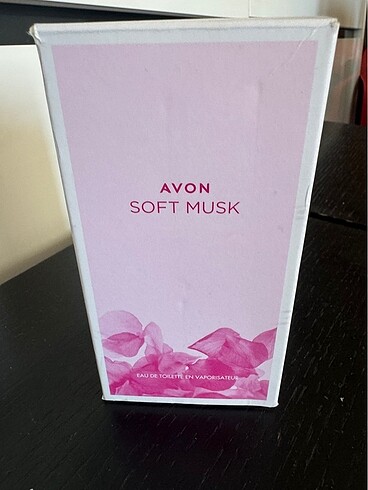 AVON
SOFT MUSK
EAU DE TOILETTE EN VAPORISATEUR